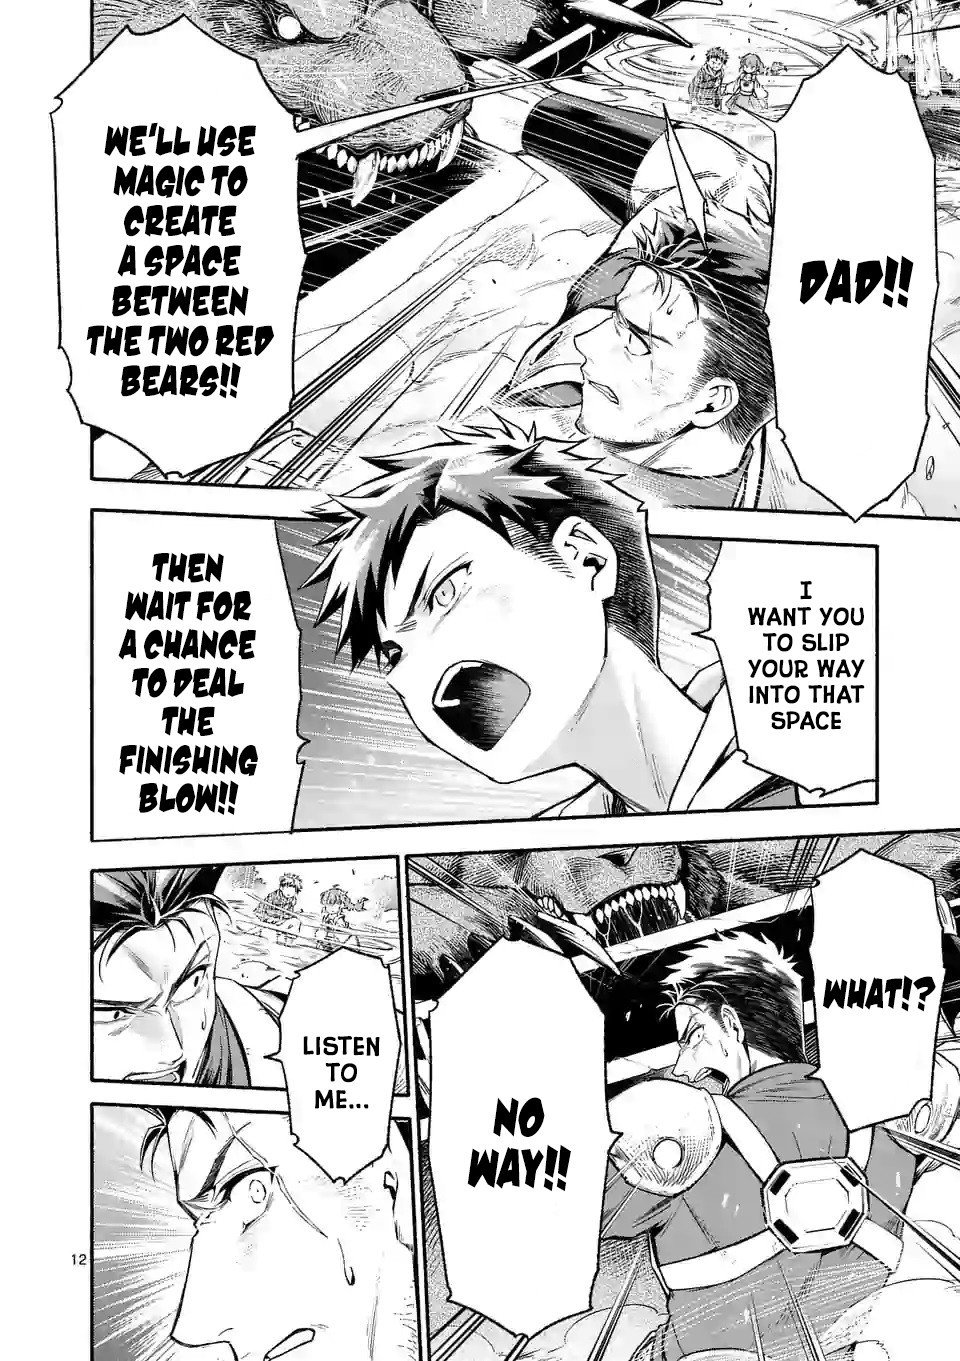 DAD!!
WE'LL USE
MAGIC TO
CREATE
A SPACE
BETWEEN
THE TWO RED
BEARS!!
I
WANT YOU
TO SLIP
YOUR WAY
INTO THAT
SPACE
THEN
WAIT FOR
A CHANCE
TO DEAL
THE
FINISHING
BLOW!!
WHAT!?
NO
WAY!!
LISTEN
TO
ME...
12